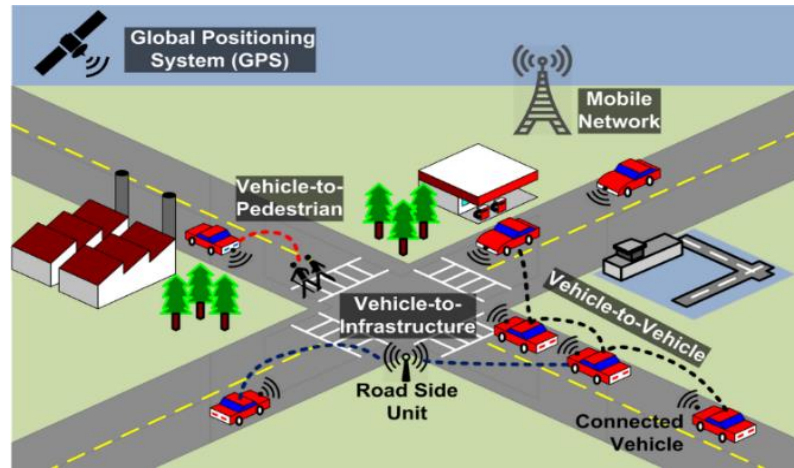 Global Positioning
System (GPS)
Mobile
Network
Vehicle-to-
Pedestrian
Vehicle-to-
Infrastructure
Vehicle-to-Vehicle
Road Side
Unit
Connected
Vehicle